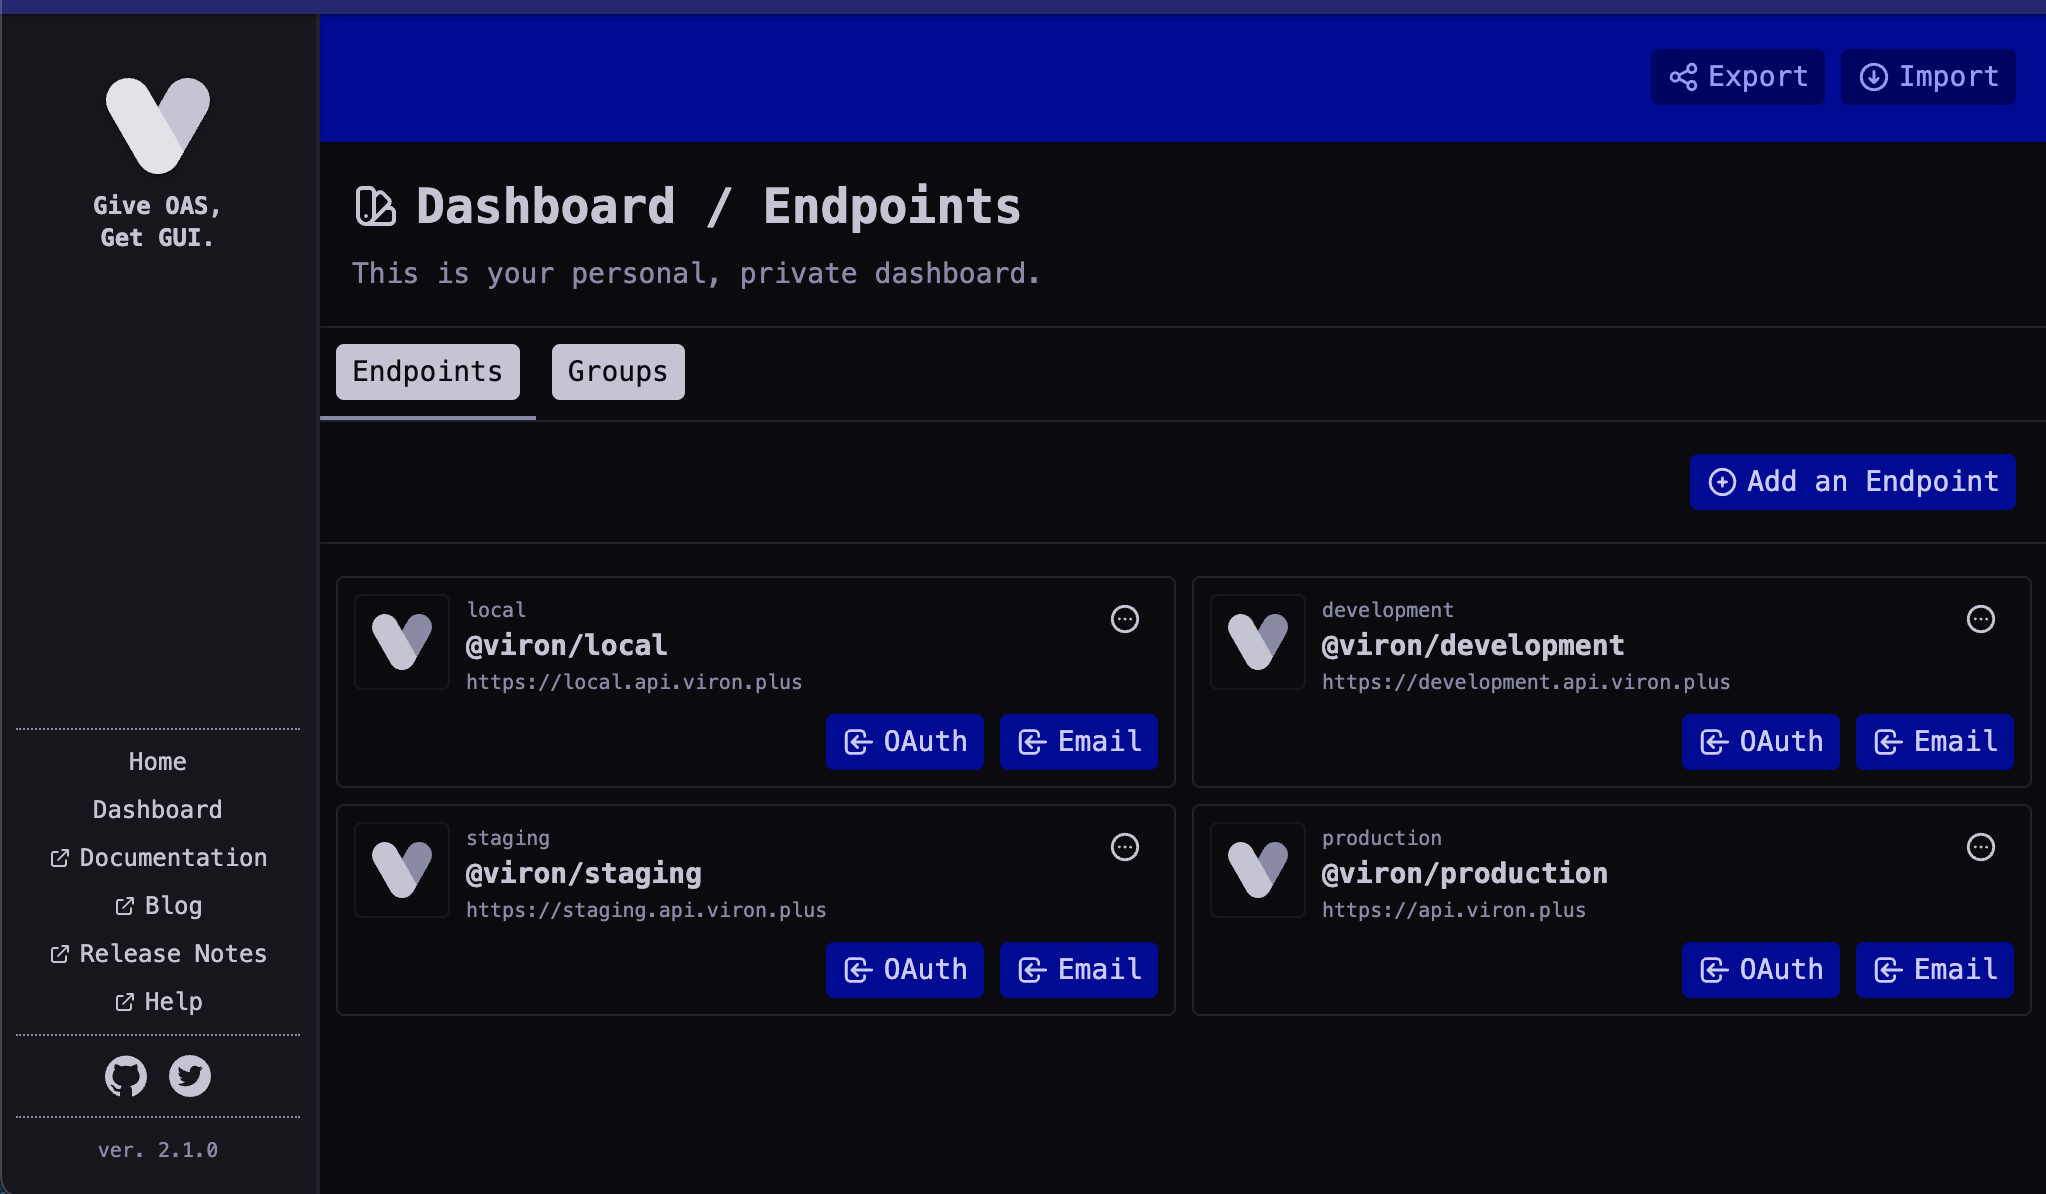 Give OAS,
Get GUI.
Home
Dashboard
Documentation
Blog
Release Notes
Help
ver. 2.1.0
Export
Import
Dashboard / Endpoints
This is your personal, private dashboard.
Endpoints
Groups
Add an Endpoint
local
@viron/local
https://local.api.viron.plus
OAuth
Email
development
@viron/development
https://development.api.viron.plus
OAuth
Email
staging
@viron/staging
https://staging.api.viron.plus
OAuth
Email
production
@viron/production
https://api.viron.plus
OAuth
Email